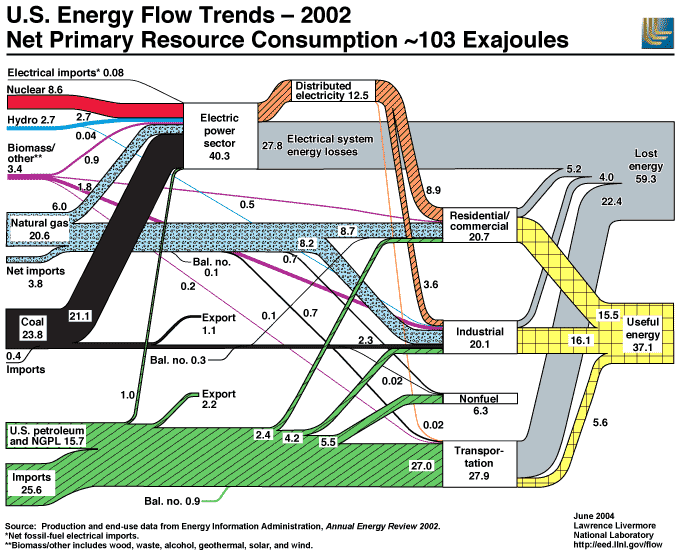 U.S. Energy Flow Trends – 2002
Net Primary Resource Consumption ~103 Exajoules
Electrical imports* 0.08
Nuclear 8.6
Hydro 2.7
2.7
0.04
Biomass/
other**
3.4
0.9
1.8
6.0
Natural gas
20.6
Net imports
3.8
Coal
23.8
21.1
0.4
Imports
U.S. petroleum
and NGPL 15.7
Imports
25.6
Electric
power
sector
40.3
Distributed
electricity 12.5
27.8
Electrical system
energy losses
0.5
8.7
8.2
Bal. no.
0.1
0.2
0.7
0.1
0.7
Export
1.1
Bal. no. 0.3
2.3
1.0
Export
2.2
2.4
4.2
5.5
0.02
0.02
27.0
Bal. no. 0.9
8.9
3.6
Residential/
commercial
20.7
Industrial
20.1
Nonfuel
6.3
Transpor-
tation
27.9
5.2
4.0
22.4
Lost
energy
59.3
15.5
16.1
5.6
Useful
energy
37.1
Source: Production and end-use data from Energy Information Administration, Annual Energy Review 2002.
*Net fossil-fuel electrical imports.
**Biomass/other includes wood, waste, alcohol, geothermal, solar, and wind.
June 2004
Lawrence Livermore
National Laboratory
http://eed.llnl.gov/flow